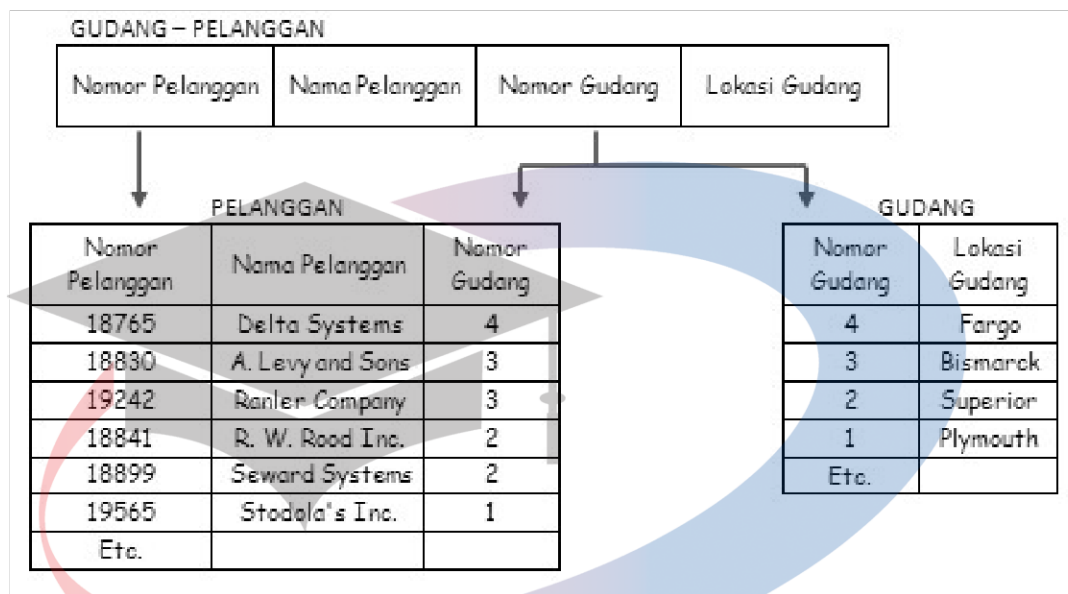 GUDANG – PELANGGAN
Nomor Pelanggan Nama Pelanggan Nomor Gudang Lokasi Gudang
PELANGGAN
Nomor Pelanggan Nama Pelanggan Nomor Gudang
18765 Delta Systems 4
18830 A. Levy and Sons 3
19242 Ranler Company 3
18841 R. W. Rood Inc. 2
18899 Seward Systems 2
19565 Stodola's Inc. 1
Etc.
GUDANG
Nomor Gudang Lokasi Gudang
4 Fargo
3 Bismarck
2 Superior
1 Plymouth
Etc.